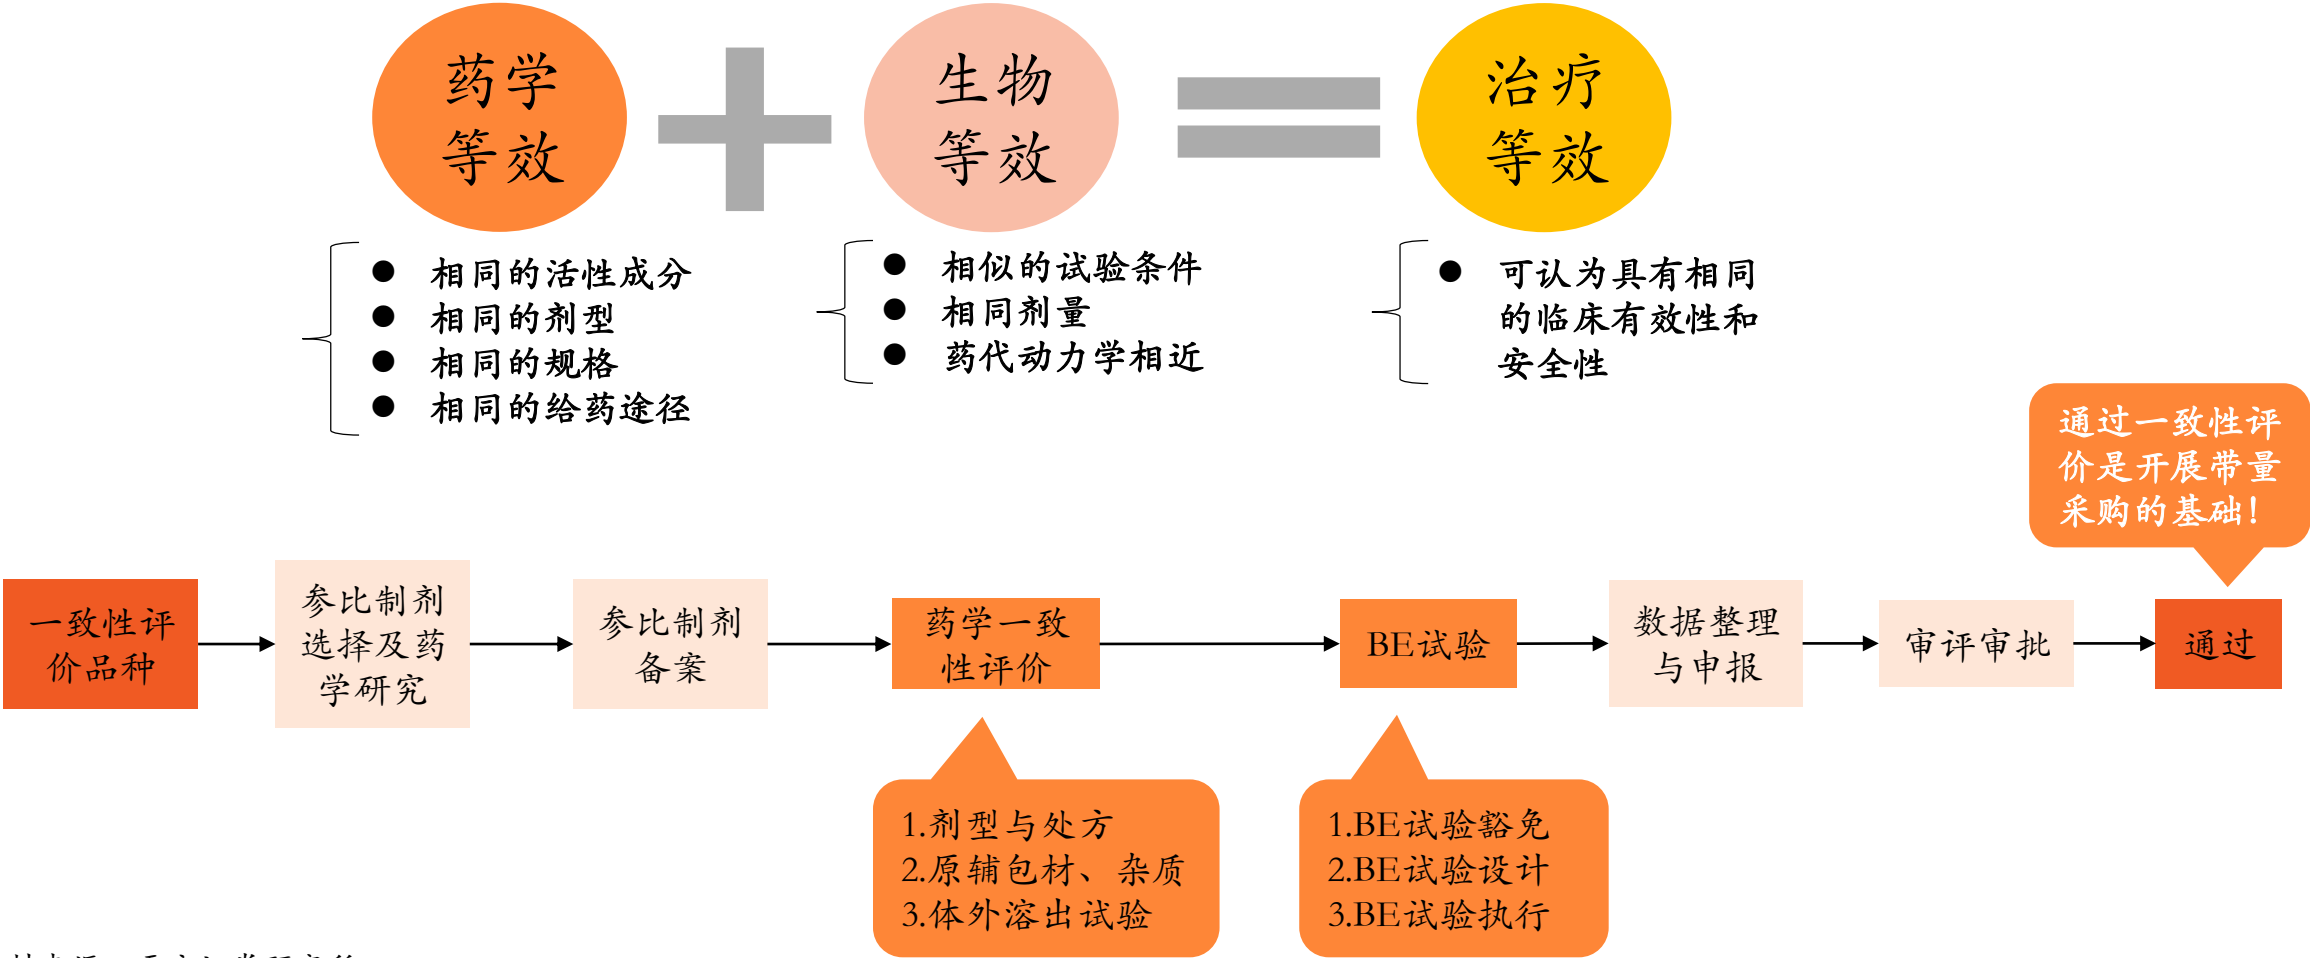 药学
等效
生物
等效
治疗
等效
相同的活性成分
相同的剂型
相同的规格
相同的给药途径
相似的试验条件
相同剂量
药代动力学相近
可认为具有相同
的临床有效性和
安全性
通过一致性评
价是开展带量
采购的基础！
一致性评
价品种
参比制剂
选择及药
学研究
参比制剂
备案
药学一致
性评价
BE试验
数据整理
与申报
审评审批
通过
1.剂型与处方
2.原辅包材、杂质
3.体外溶出试验
1.BE试验豁免
2.BE试验设计
3.BE试验执行